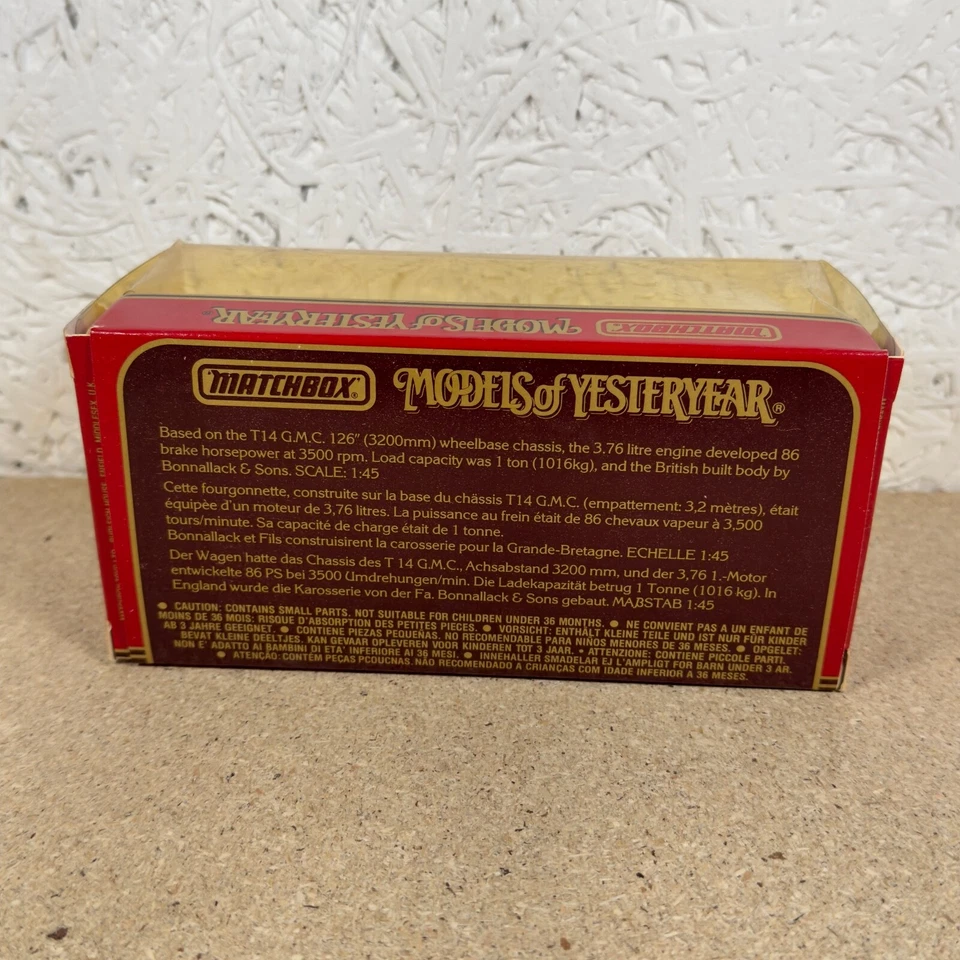 MODELS of YESTERYEAR MATCHBOX
MATCHBOX® MODELS of YESTERYEAR®
Based on the T14 G.M.C. 126" (3200mm) wheelbase chassis, the 3.76 litre engine developed 86
brake horsepower at 3500 rpm. Load capacity was 1 ton (1016kg), and the British built body by
Bonnallack & Sons. SCALE: 1:45
Cette fourgonnette, construite sur la base du châssis T14 G.M.C. (empattement: 3,2 mètres), était
équipée d'un moteur de 3,76 litres. La puissance au frein était de 86 chevaux vapeur à 3,500
tours/minute. Sa capacité de charge était de 1 tonne.
Bonnallack et Fils construisirent la carosserie pour la Grande-Bretagne. ECHELLE 1:45
Der Wagen hatte das Chassis des T 14 G.M.C., Achsabstand 3200 mm, und der 3,76 1.-Motor
entwickelte 86 PS bei 3500 Umdrehungen/min. Die Ladekapazität betrug 1 Tonne (1016 kg). In
England wurde die Karosserie von der Fa. Bonnallack & Sons gebaut. MAßSTAB 1:45
● CAUTION: CONTAINS SMALL PARTS. NOT SUITABLE FOR CHILDREN UNDER 36 MONTHS. ● NE CONVIENT PAS A UN ENFANT DE
MOINS DE 36 MOIS: RISQUE D'ABSORPTION DES PETITES PIECES. ● VORSICHT: ENTHÄLT KLEINE TEILE UND IST NUR FÜR KINDER
AB 3 JAHRE GEEIGNET. ● CONTIENE PIEZAS PEQUEÑAS. NO RECOMENDABLE PARA NIÑOS MENORES DE 36 MESES. ● OPGELET:
BEVAT KLEINE DEELTJES. KAN GEVAAR OPLEVEREN VOOR KINDEREN TOT 3 JAAR. • ATTENZIONE: CONTIENE PICCOLE PARTI.
NON E' ADATTO AI BAMBINI DI ETA' INFERIORE AI 36 MESI. ● INNEHALLER SMADELAR EJ LAMPLIGT FOR BARN UNDER 3 AR.
● ATENÇÃO: CONTÉM PEÇAS PCDUCNAS. NÃO RECOMENDADO A CRIANÇAS COM IDADE INFERIOR A 36 MESES.
ENFIELD, MIDDLESEX, U.K.